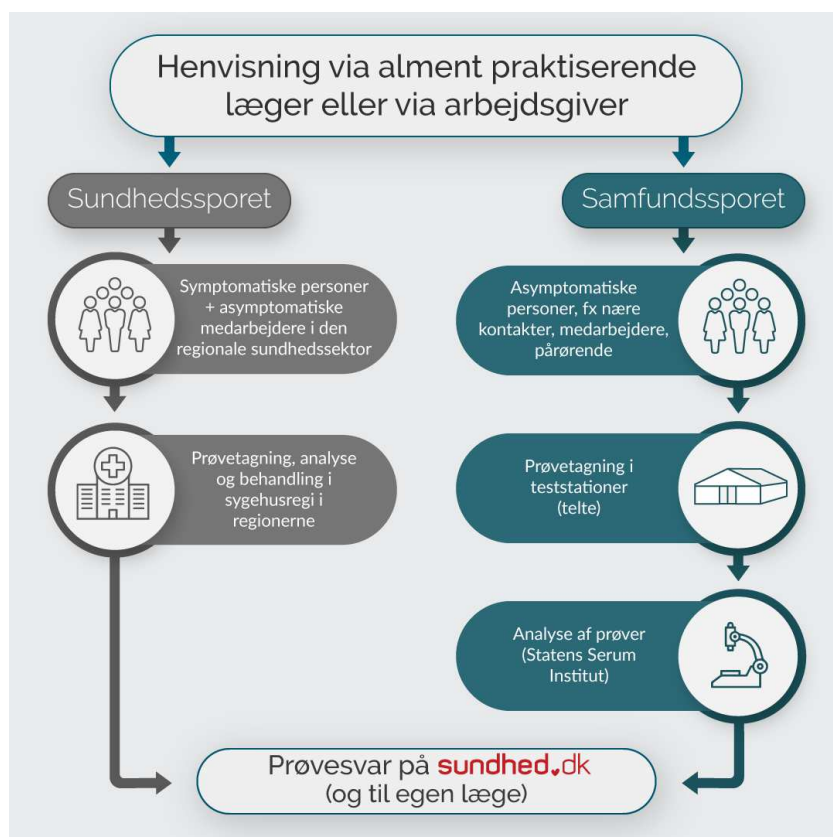 Henvisning via alment praktiserende
læger eller via arbejdsgiver
Sundhedssporet
Symptomatiske personer
+ asymptomatiske
medarbejdere i den
regionale sundhedssektor
Prøvetagning, analyse
og behandling i
sygehusregi i
regionerne
Samfundssporet
Asymptomatiske
personer, fx nære
kontakter, medarbejdere,
pårørende
Prøvetagning i
teststationer
(telte)
Analyse af prøver
(Statens Serum
Institut)
Prøvesvar på sundhed.dk
(og til egen læge)